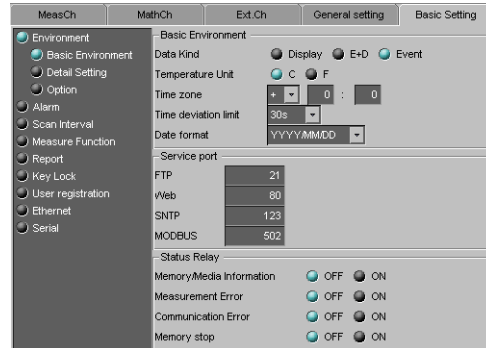 MeasCh MathCh Ext.Ch General setting Basic Setting
Environment
Basic Environment
Detail Setting
Option
Alarm
Scan Interval
Measure Function
Report
Key Lock
User registration
Ethernet
Serial
Basic Environment
Data Kind Display E+D Event
Temperature Unit C F
Time zone + 0 : 0
Time deviation limit 30s
Date format YYYY/MM/DD
Service port
FTP 21
Web 80
SNTP 123
MODBUS 502
Status Relay
Memory/Media Information OFF ON
Measurement Error OFF ON
Communication Error OFF ON
Memory stop OFF ON